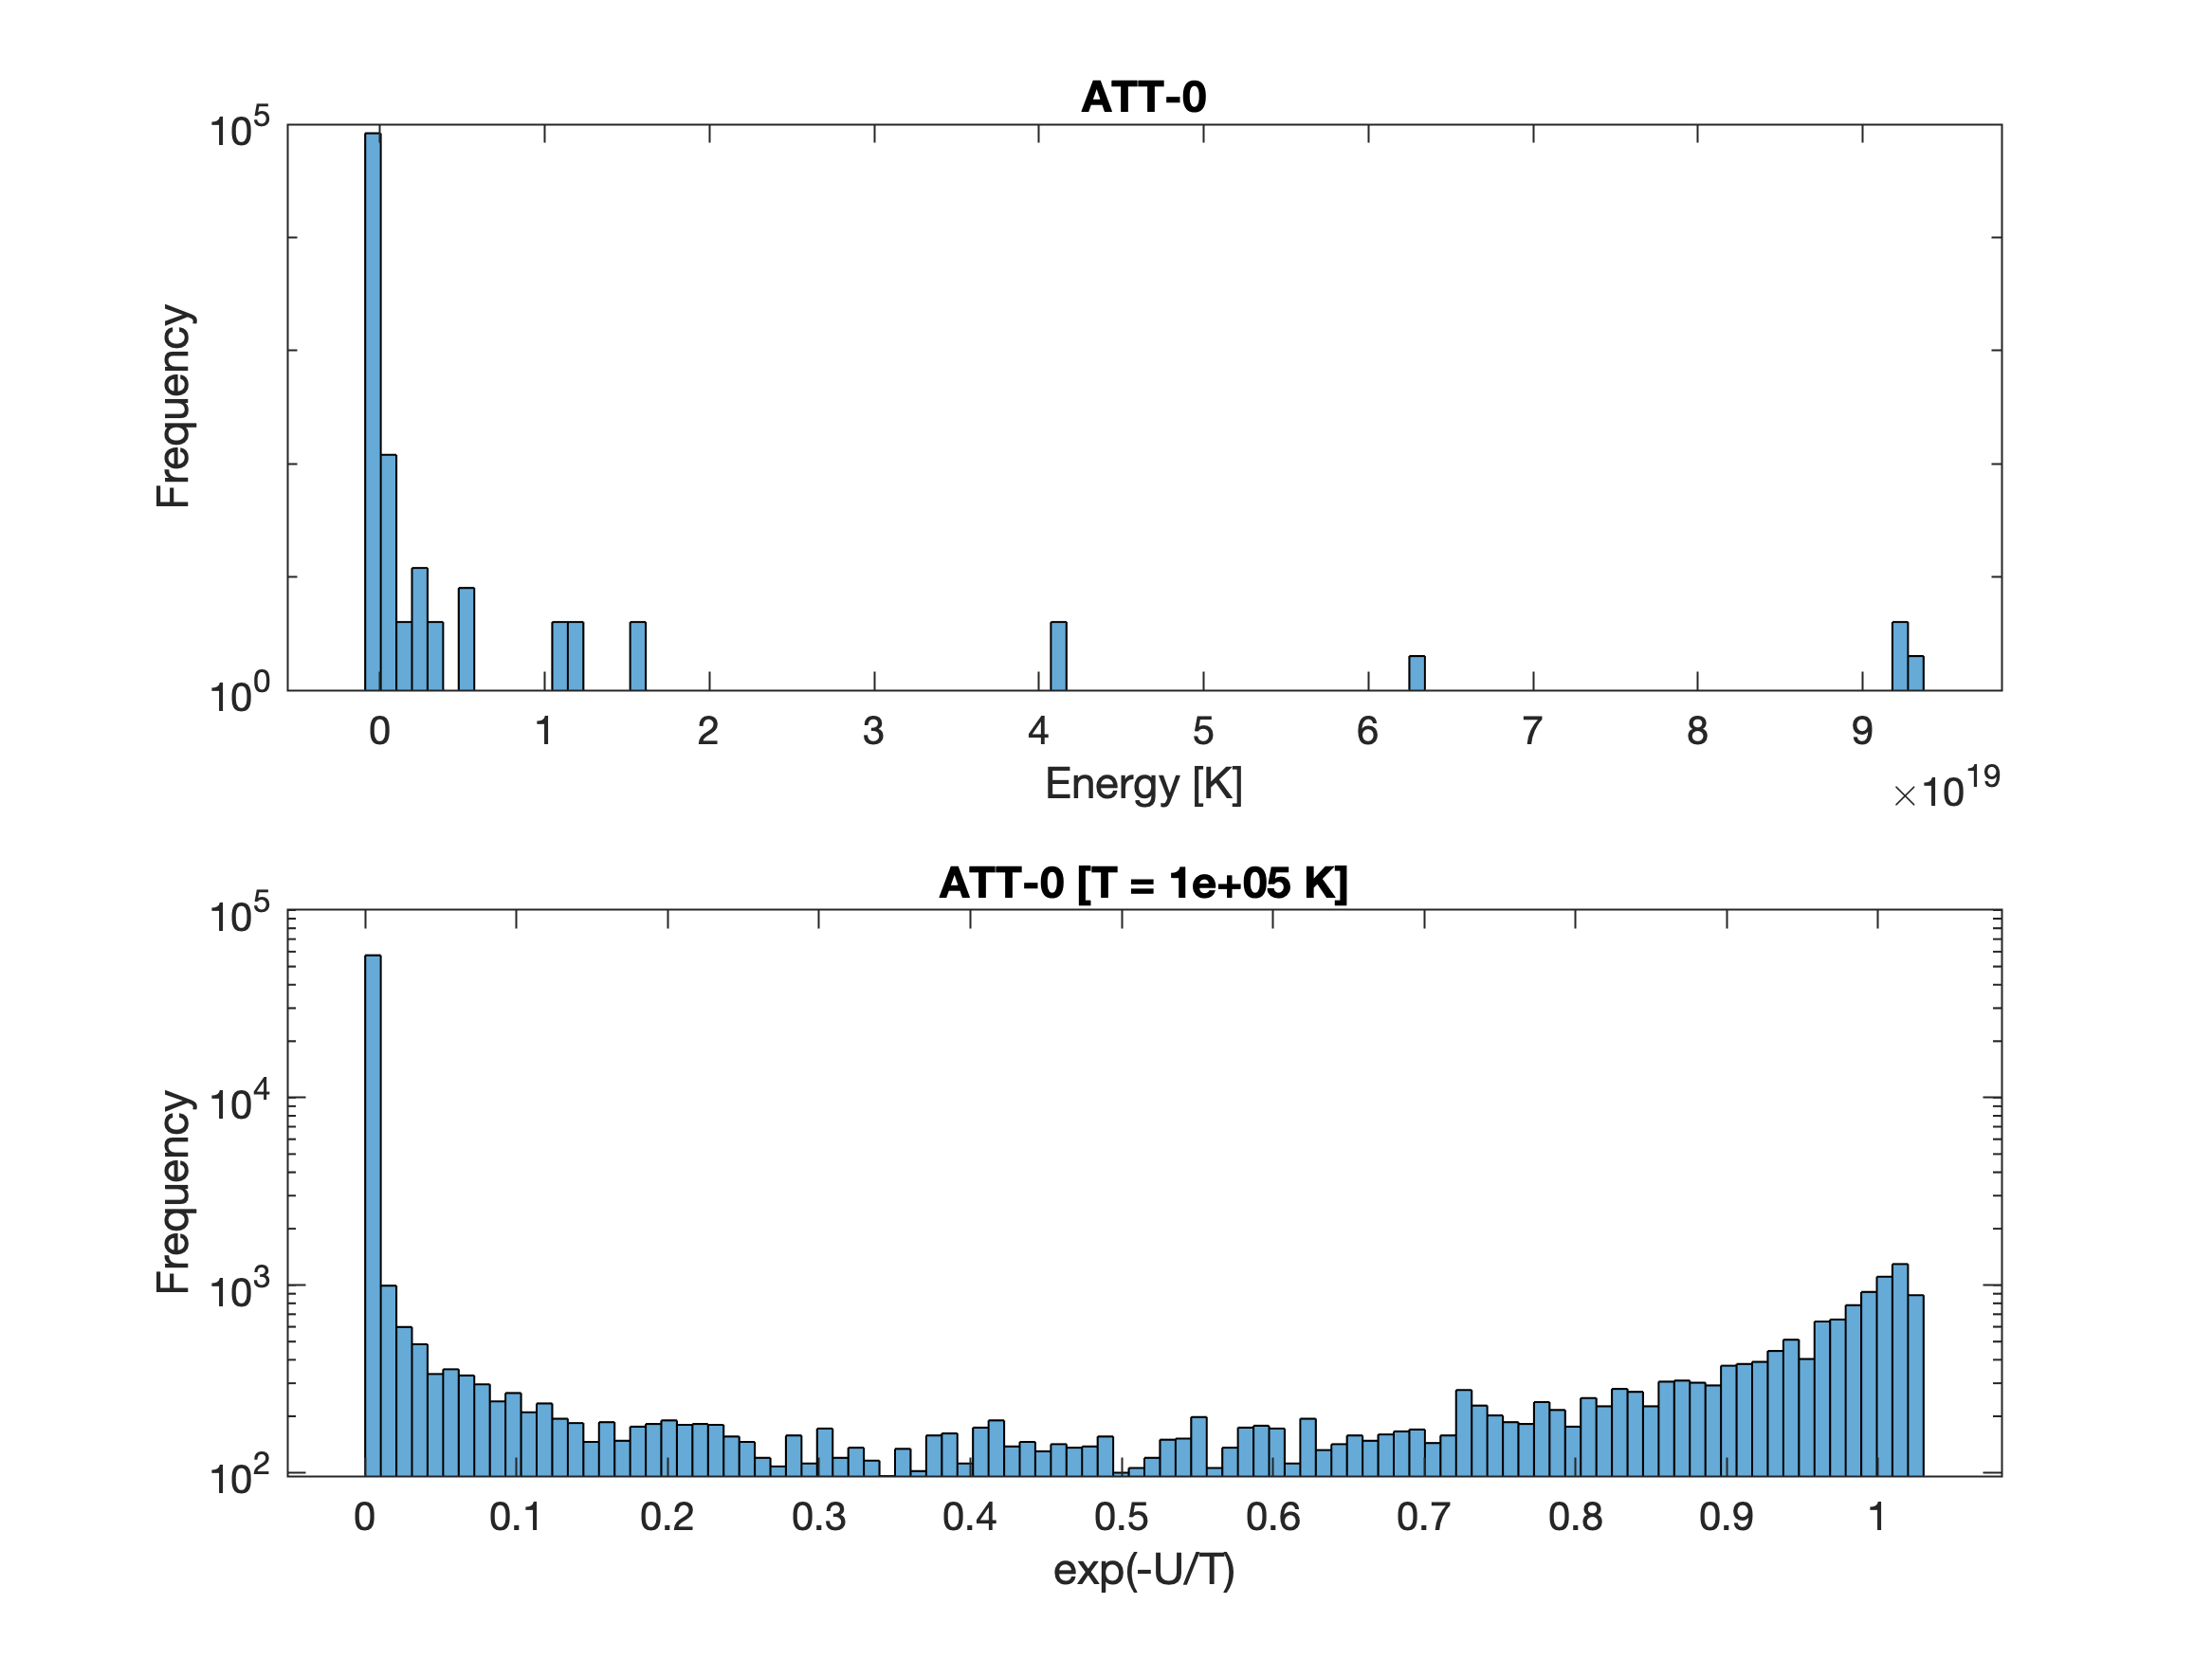 ATT-0
10^5
Frequency
10^0
0 1 2 3 4 5 6 7 8 9
Energy [K]
×10^19
ATT-0 [T = 1e+05 K]
10^5
10^4
Frequency
10^3
10^2
0 0.1 0.2 0.3 0.4 0.5 0.6 0.7 0.8 0.9 1
exp(-U/T)